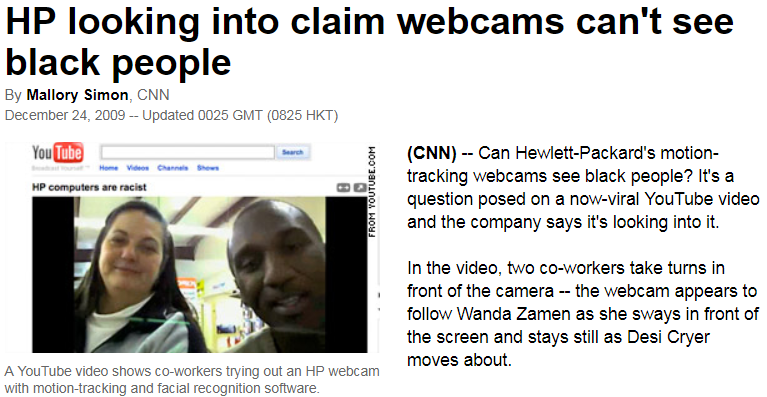 HP looking into claim webcams can't see
black people
By Mallory Simon, CNN
December 24, 2009 -- Updated 0025 GMT (0825 HKT)
YouTube
Broadcast Yourself™
Search
Home Videos Channels Shows
HP computers are racist
FROM YOUTUBE.COM
A YouTube video shows co-workers trying out an HP webcam
with motion-tracking and facial recognition software.
(CNN) -- Can Hewlett-Packard's motion-
tracking webcams see black people? It's a
question posed on a now-viral YouTube video
and the company says it's looking into it.
In the video, two co-workers take turns in
front of the camera -- the webcam appears to
follow Wanda Zamen as she sways in front of
the screen and stays still as Desi Cryer
moves about.